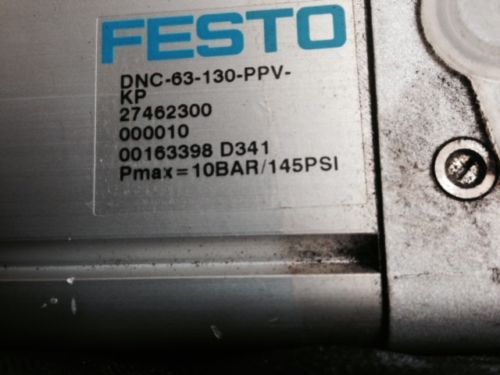 FESTO
DNC-63-130-PPV-
KP
27462300
000010
00163398 D341
Pmax=10BAR/145PSI